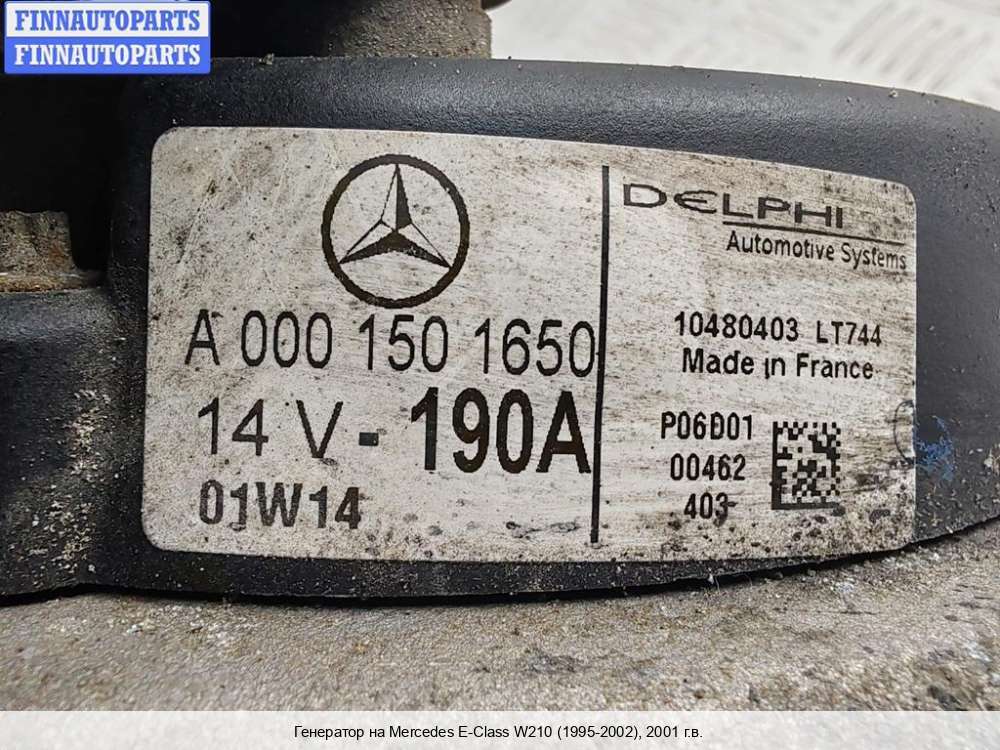 FINNAUTOPARTS
FINNAUTOPARTS
A 000 150 1650
14 V - 190A
01W14
DELPHI
Automotive Systems
10480403 LT744
Made in France
P06D01
00462
403
Генератор на Mercedes E-Class W210 (1995-2002), 2001 г.в.